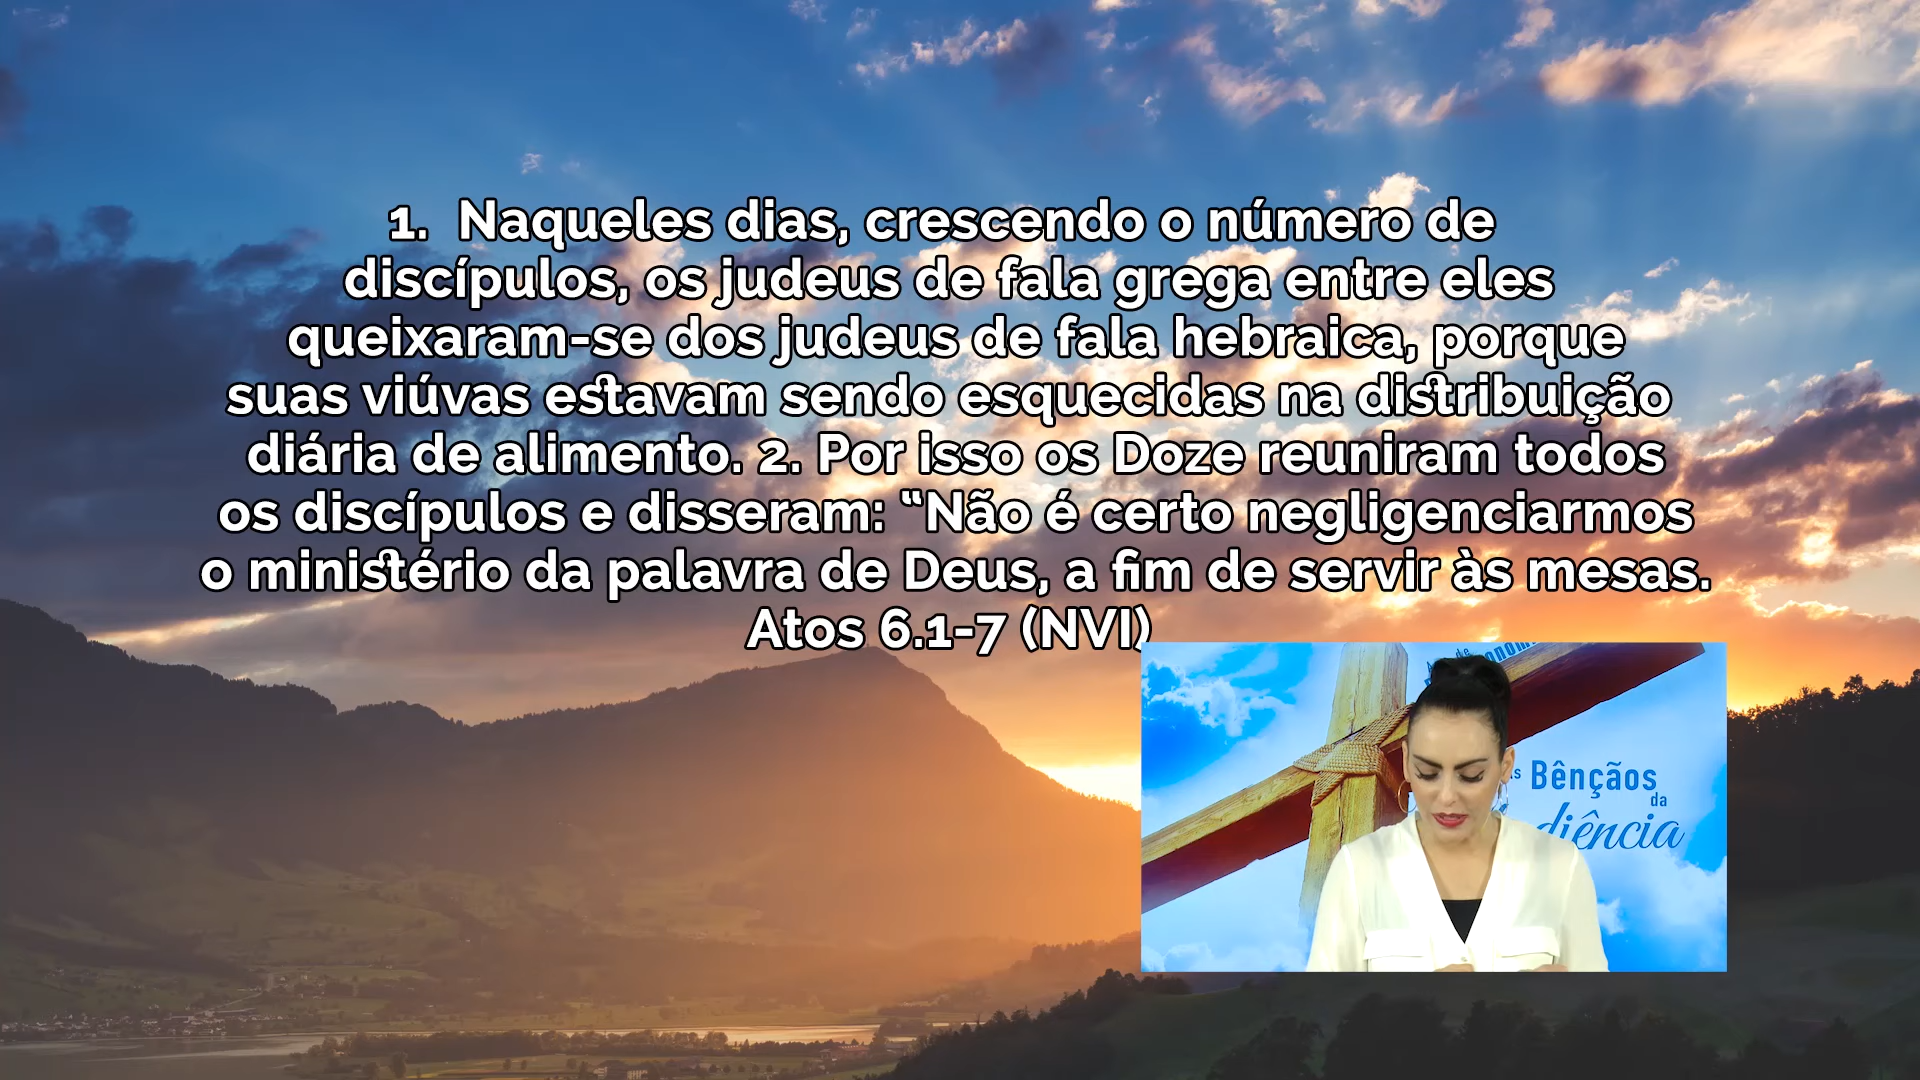 1.  Naqueles dias, crescendo o número de
discípulos, os judeus de fala grega entre eles
queixaram-se dos judeus de fala hebraica, porque
suas viúvas estavam sendo esquecidas na distribuição
diária de alimento. 2. Por isso os Doze reuniram todos
os discípulos e disseram: “Não é certo negligenciarmos
o ministério da palavra de Deus, a fim de servir às mesas.
Atos 6.1-7 (NVI)
de
Bênçãos
da